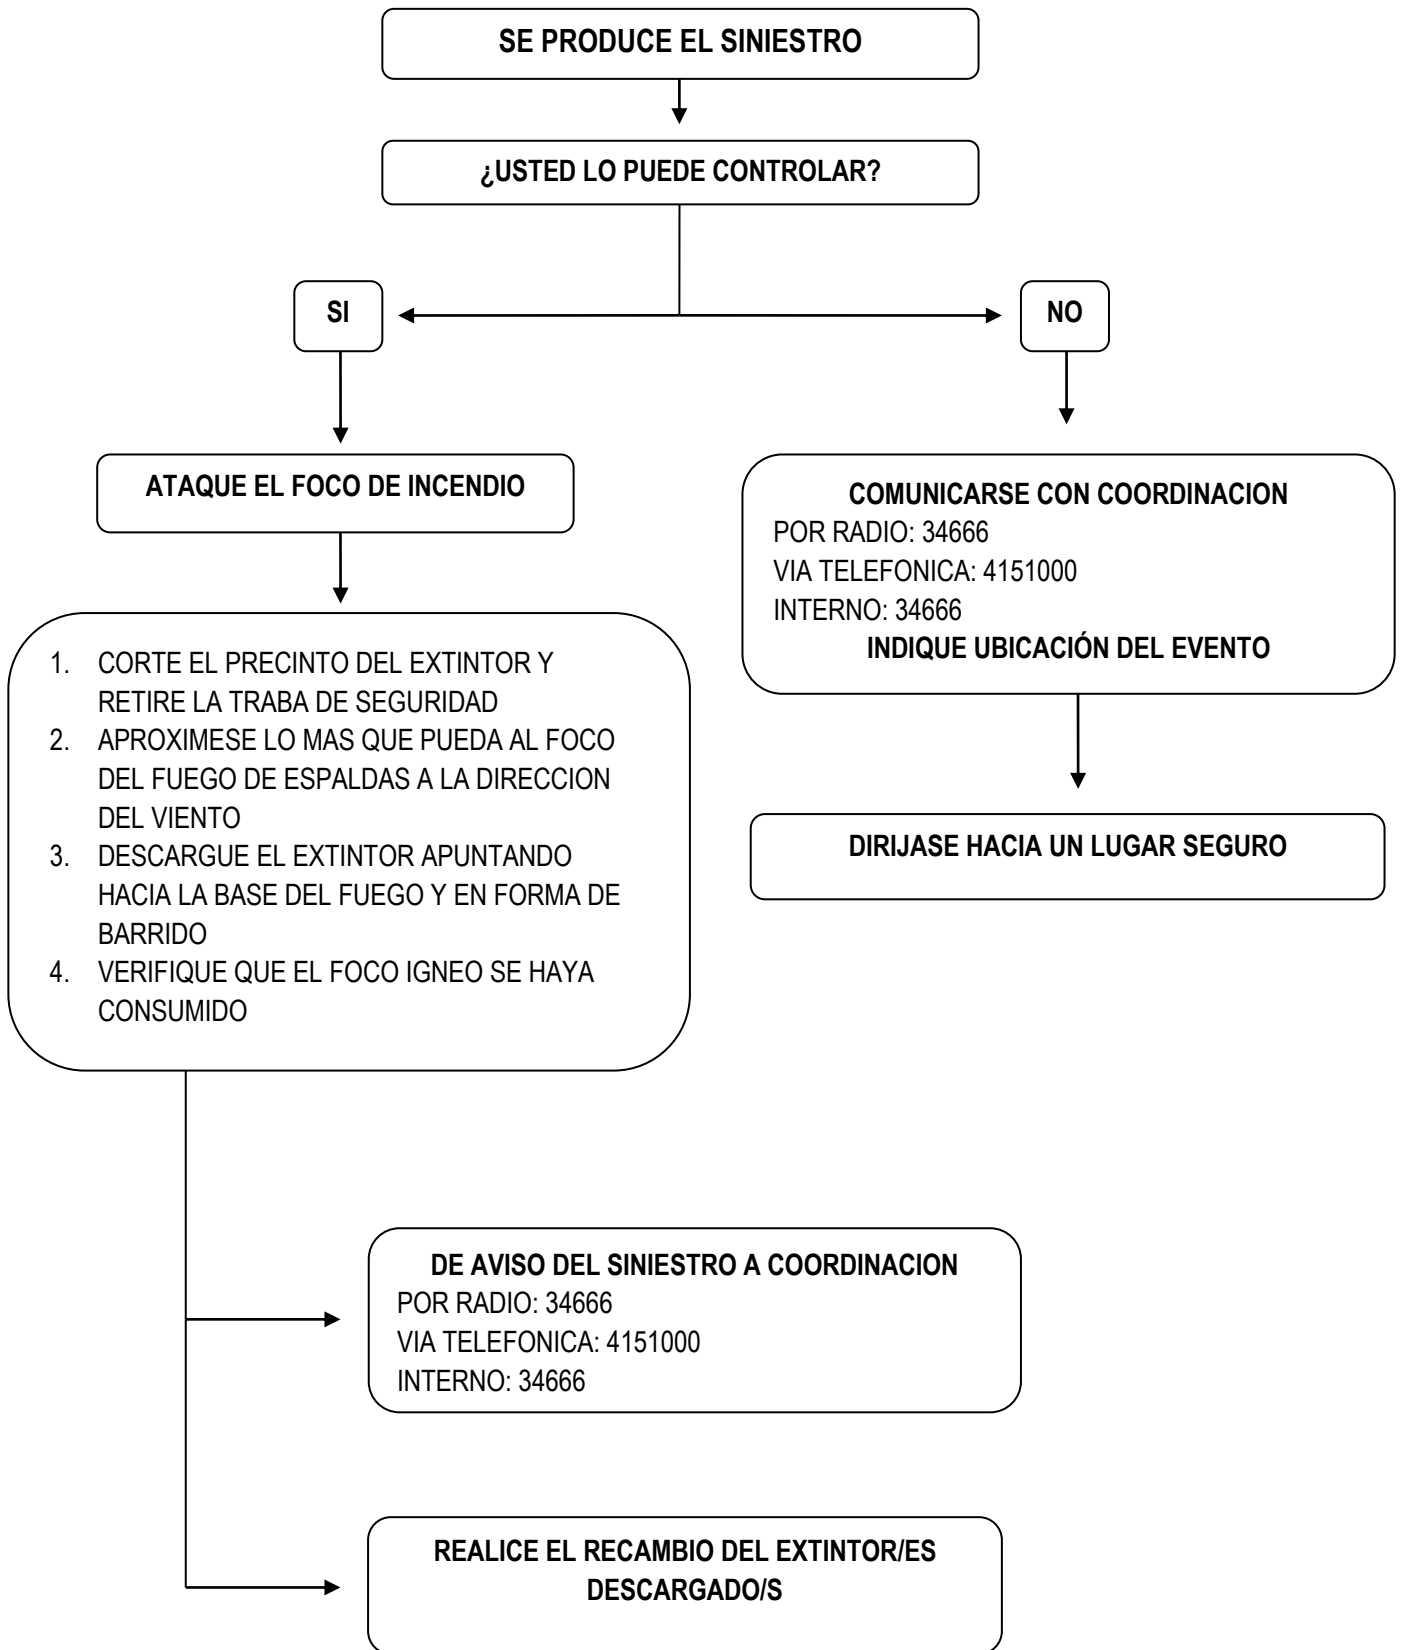 SE PRODUCE EL SINIESTRO
¿USTED LO PUEDE CONTROLAR?
SI
NO
ATAQUE EL FOCO DE INCENDIO
1. CORTE EL PRECINTO DEL EXTINTOR Y
RETIRE LA TRABA DE SEGURIDAD
2. APROXIMESE LO MAS QUE PUEDA AL FOCO
DEL FUEGO DE ESPALDAS A LA DIRECCION
DEL VIENTO
3. DESCARGUE EL EXTINTOR APUNTANDO
HACIA LA BASE DEL FUEGO Y EN FORMA DE
BARRIDO
4. VERIFIQUE QUE EL FOCO IGNEO SE HAYA
CONSUMIDO
COMUNICARSE CON COORDINACION
POR RADIO: 34666
VIA TELEFONICA: 4151000
INTERNO: 34666
INDIQUE UBICACIÓN DEL EVENTO
DIRIJASE HACIA UN LUGAR SEGURO
DE AVISO DEL SINIESTRO A COORDINACION
POR RADIO: 34666
VIA TELEFONICA: 4151000
INTERNO: 34666
REALICE EL RECAMBIO DEL EXTINTOR/ES
DESCARGADO/S